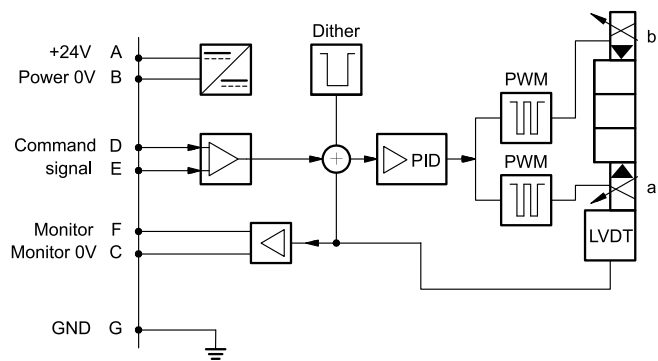 +24V A
Power 0V B
Dither
PWM
b
Command D
signal E
PID
PWM
a
Monitor F
Monitor 0V C
LVDT
GND G